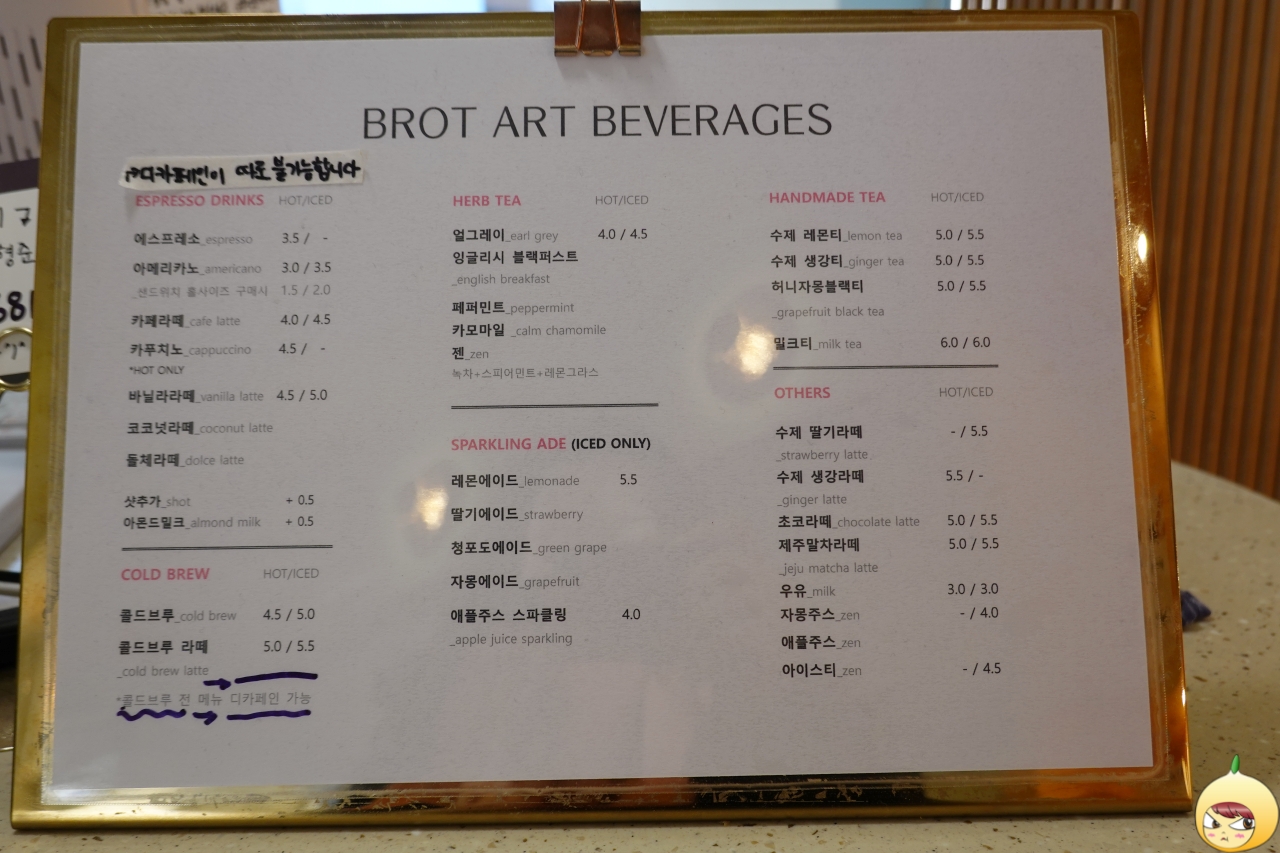 BROT ART BEVERAGES
디카페인이 따로 불가능합니다
ESPRESSO DRINKS HOT/ICED
에스프레소_espresso 3.5 / -
아메리카노_americano 3.0 / 3.5
_샌드위치 홀사이즈 구매시 1.5 / 2.0
카페라떼_cafe latte 4.0 / 4.5
카푸치노_cappuccino 4.5 / -
*HOT ONLY
바닐라라떼_vanilla latte 4.5 / 5.0
코코넛라떼_coconut latte
돌체라떼_dolce latte
샷추가_shot + 0.5
아몬드밀크_almond milk + 0.5
COLD BREW HOT/ICED
콜드브루_cold brew 4.5 / 5.0
콜드브루 라떼 5.0 / 5.5
_cold brew latte
*콜드브루 전 메뉴 디카페인 가능
HERB TEA HOT/ICED
얼그레이_earl grey 4.0 / 4.5
잉글리시 블랙퍼스트
_english breakfast
페퍼민트_peppermint
카모마일 _calm chamomile
젠_zen
녹차+스피어민트+레몬그라스
SPARKLING ADE (ICED ONLY)
레몬에이드_lemonade 5.5
딸기에이드_strawberry
청포도에이드_green grape
자몽에이드_grapefruit
애플주스 스파클링 4.0
_apple juice sparkling
HANDMADE TEA HOT/ICED
수제 레몬티_lemon tea 5.0 / 5.5
수제 생강티_ginger tea 5.0 / 5.5
허니자몽블랙티 5.0 / 5.5
_grapefruit black tea
밀크티_milk tea 6.0 / 6.0
OTHERS HOT/ICED
수제 딸기라떼 - / 5.5
_strawberry latte
수제 생강라떼 5.5 / -
_ginger latte
초코라떼_chocolate latte 5.0 / 5.5
제주말차라떼 5.0 / 5.5
_jeju matcha latte
우유_milk 3.0 / 3.0
자몽주스_zen - / 4.0
애플주스_zen
아이스티_zen - / 4.5